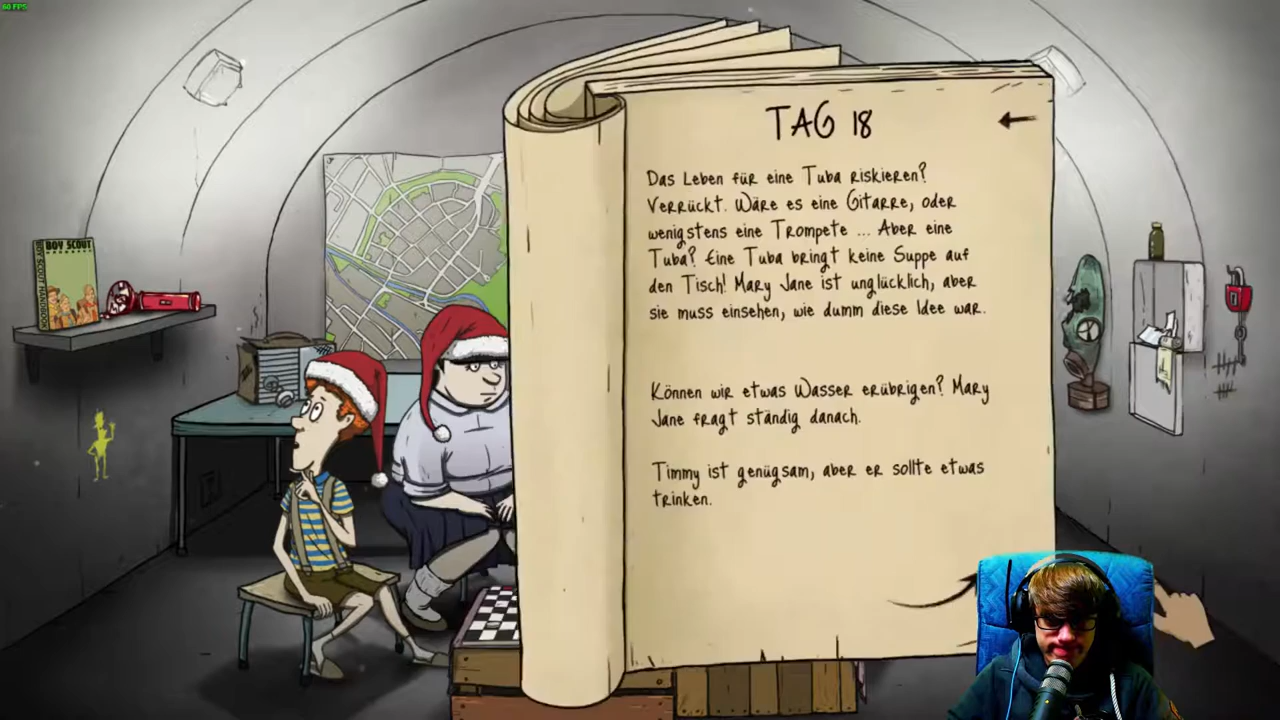 60 FPS
TAG 18
Das Leben für eine Tuba riskieren?
Verrückt. Wäre es eine Gitarre, oder
wenigstens eine Trompete ... Aber eine
Tuba? Eine Tuba bringt keine Suppe auf
den Tisch! Mary Jane ist unglücklich, aber
sie muss einsehen, wie dumm diese Idee war.
Können wir etwas Wasser erübrigen? Mary
Jane fragt ständig danach.
Timmy ist genügsam, aber er sollte etwas
trinken.
BOY SCOUT
BOY SCOUT HANDBOOK